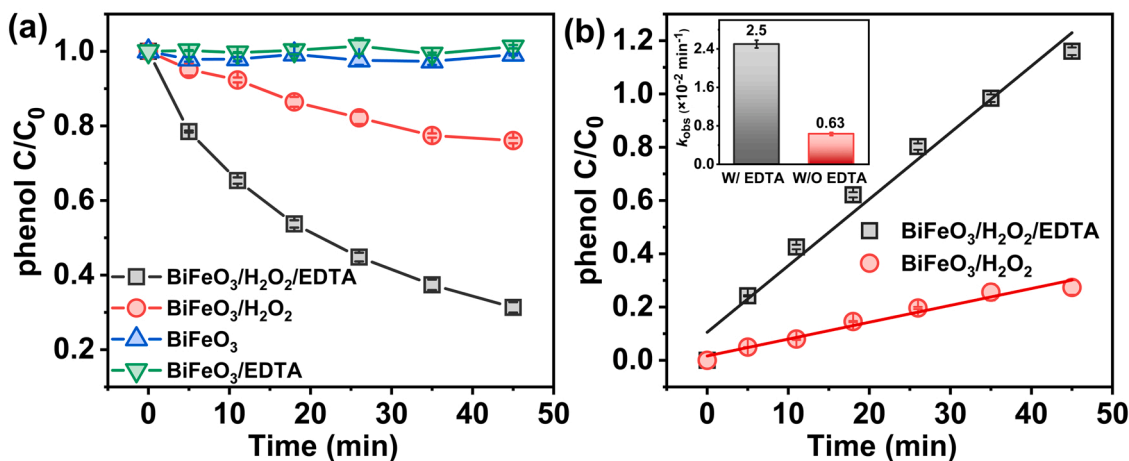 (a)
phenol C/C₀
1.0
0.8
0.6
0.4
0.2
BiFeO₃/H₂O₂/EDTA
BiFeO₃/H₂O₂
BiFeO₃
BiFeO₃/EDTA
0 10 20 30 40 50
Time (min)
(b)
phenol C/C₀
1.2
1.0
0.8
0.6
0.4
0.2
0.0
k_obs (×10⁻² min⁻¹)
2.4
1.6
0.8
0.0
2.5
0.63
W/ EDTA W/O EDTA
BiFeO₃/H₂O₂/EDTA
BiFeO₃/H₂O₂
0 10 20 30 40 50
Time (min)